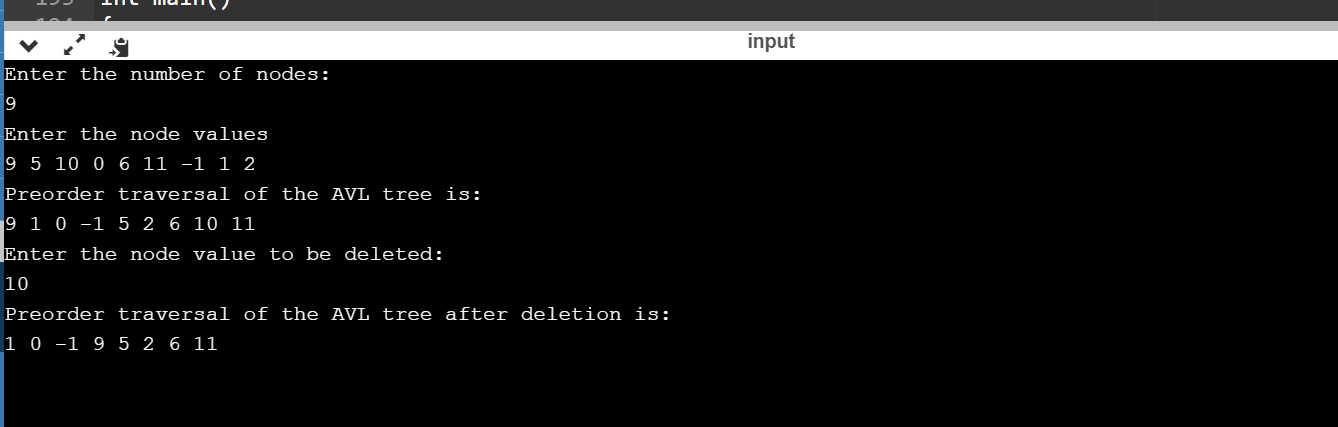 int main()
input
Enter the number of nodes:
9
Enter the node values
9 5 10 0 6 11 -1 1 2
Preorder traversal of the AVL tree is:
9 1 0 -1 5 2 6 10 11
Enter the node value to be deleted:
10
Preorder traversal of the AVL tree after deletion is:
1 0 -1 9 5 2 6 11